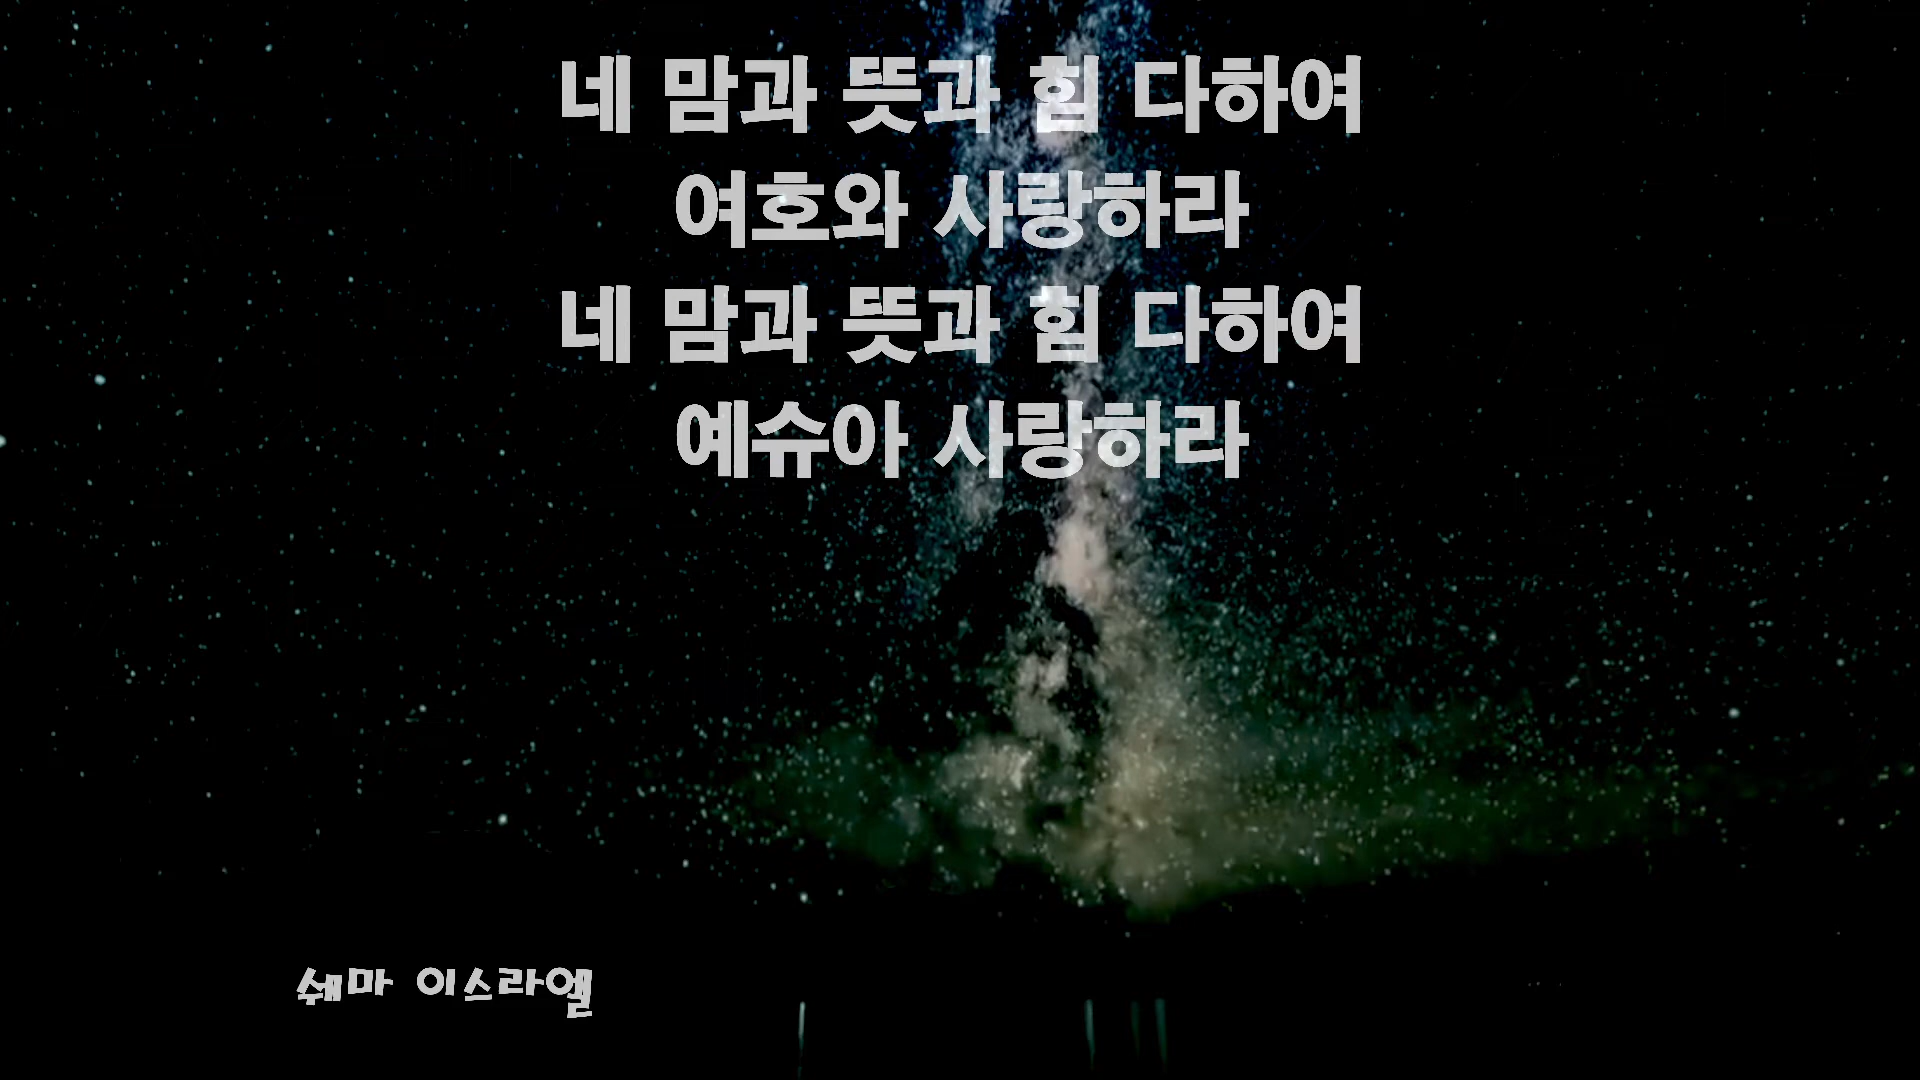 네 맘과 뜻과 힘 다하여
여호와 사랑하라
네 맘과 뜻과 힘 다하여
예슈아 사랑하라
쉐마 이스라엘